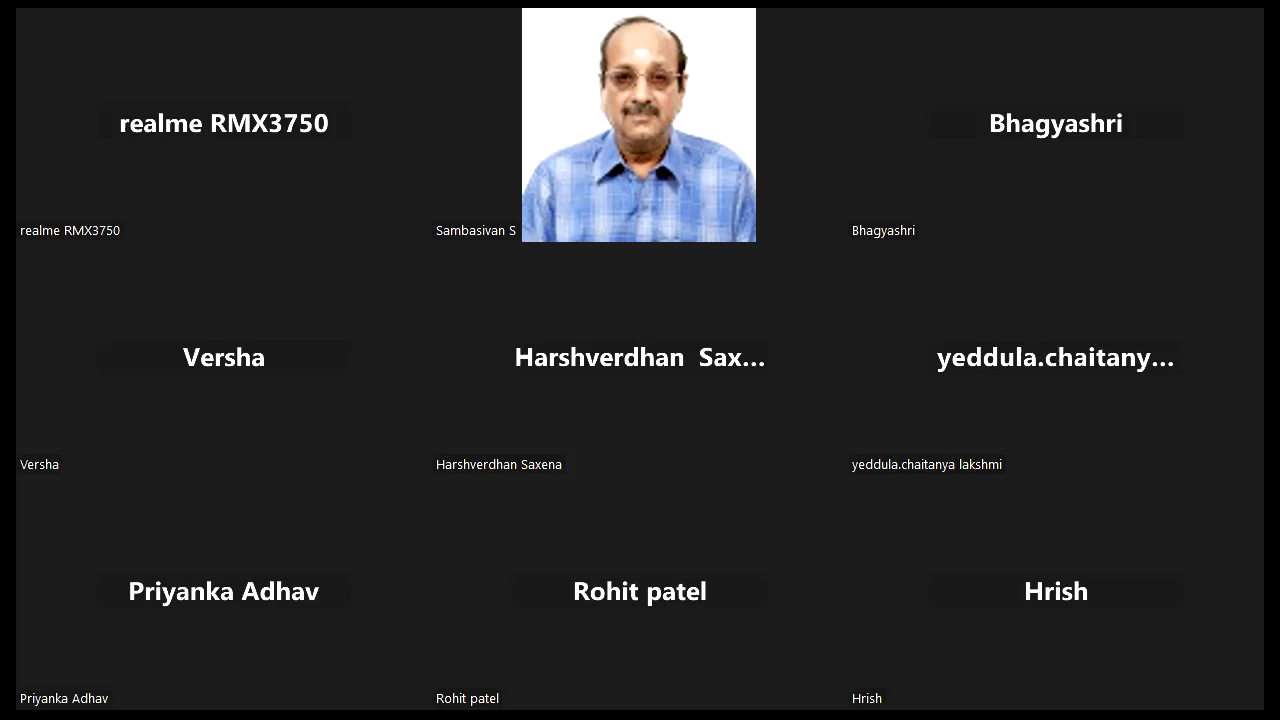 realme RMX3750
Bhagyashri
realme RMX3750
Sambasivan S
Bhagyashri
Versha
Harshverdhan  Sax...
yeddula.chaitany...
Versha
Harshverdhan Saxena
yeddula.chaitanya lakshmi
Priyanka Adhav
Rohit patel
Hrish
Priyanka Adhav
Rohit patel
Hrish